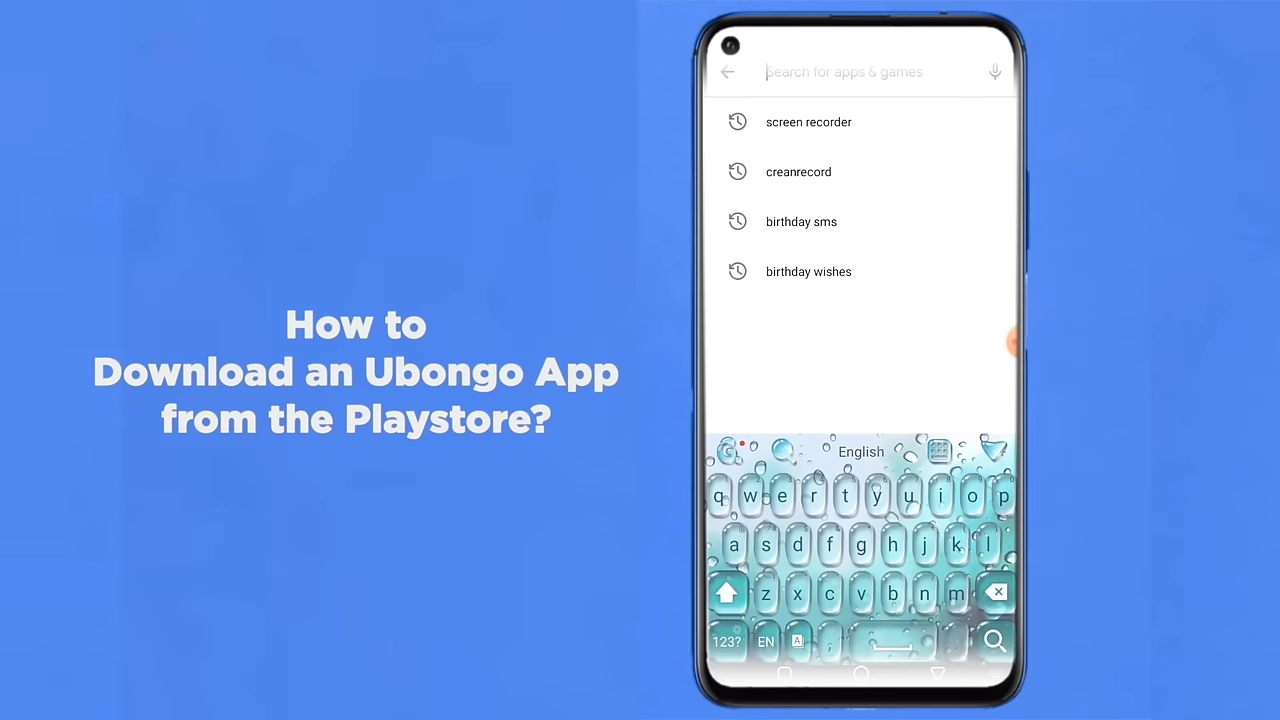 How to
Download an Ubongo App
from the Playstore?
Search for apps & games
screen recorder
creanrecord
birthday sms
birthday wishes
English
q w e r t y u i o p
a s d f g h j k l
z x c v b n m
123? EN A ,